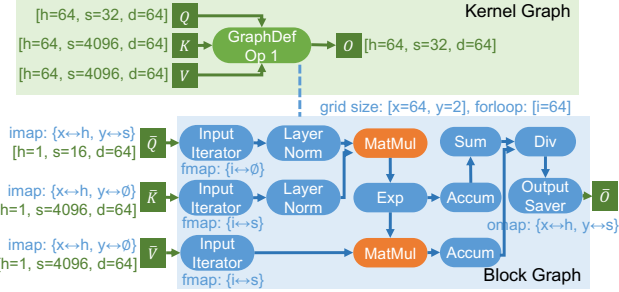 Kernel Graph
[h=64, s=32, d=64] Q
[h=64, s=4096, d=64] K
[h=64, s=4096, d=64] V
GraphDef
Op 1
O [h=64, s=32, d=64]
grid size: [x=64, y=2], forloop: [i=64]
imap: {x↔h, y↔s}
[h=1, s=16, d=64]
Q̄
Input
Iterator
fmap: {i↔∅}
Layer
Norm
MatMul
Sum
Div
imap: {x↔h, y↔∅}
[h=1, s=4096, d=64]
K̄
Input
Iterator
fmap: {i↔s}
Layer
Norm
Exp
Accum
Output
Saver
Ō
omap: {x↔h, y↔s}
imap: {x↔h, y↔∅}
[h=1, s=4096, d=64]
V̄
Input
Iterator
fmap: {i↔s}
MatMul
Accum
Block Graph